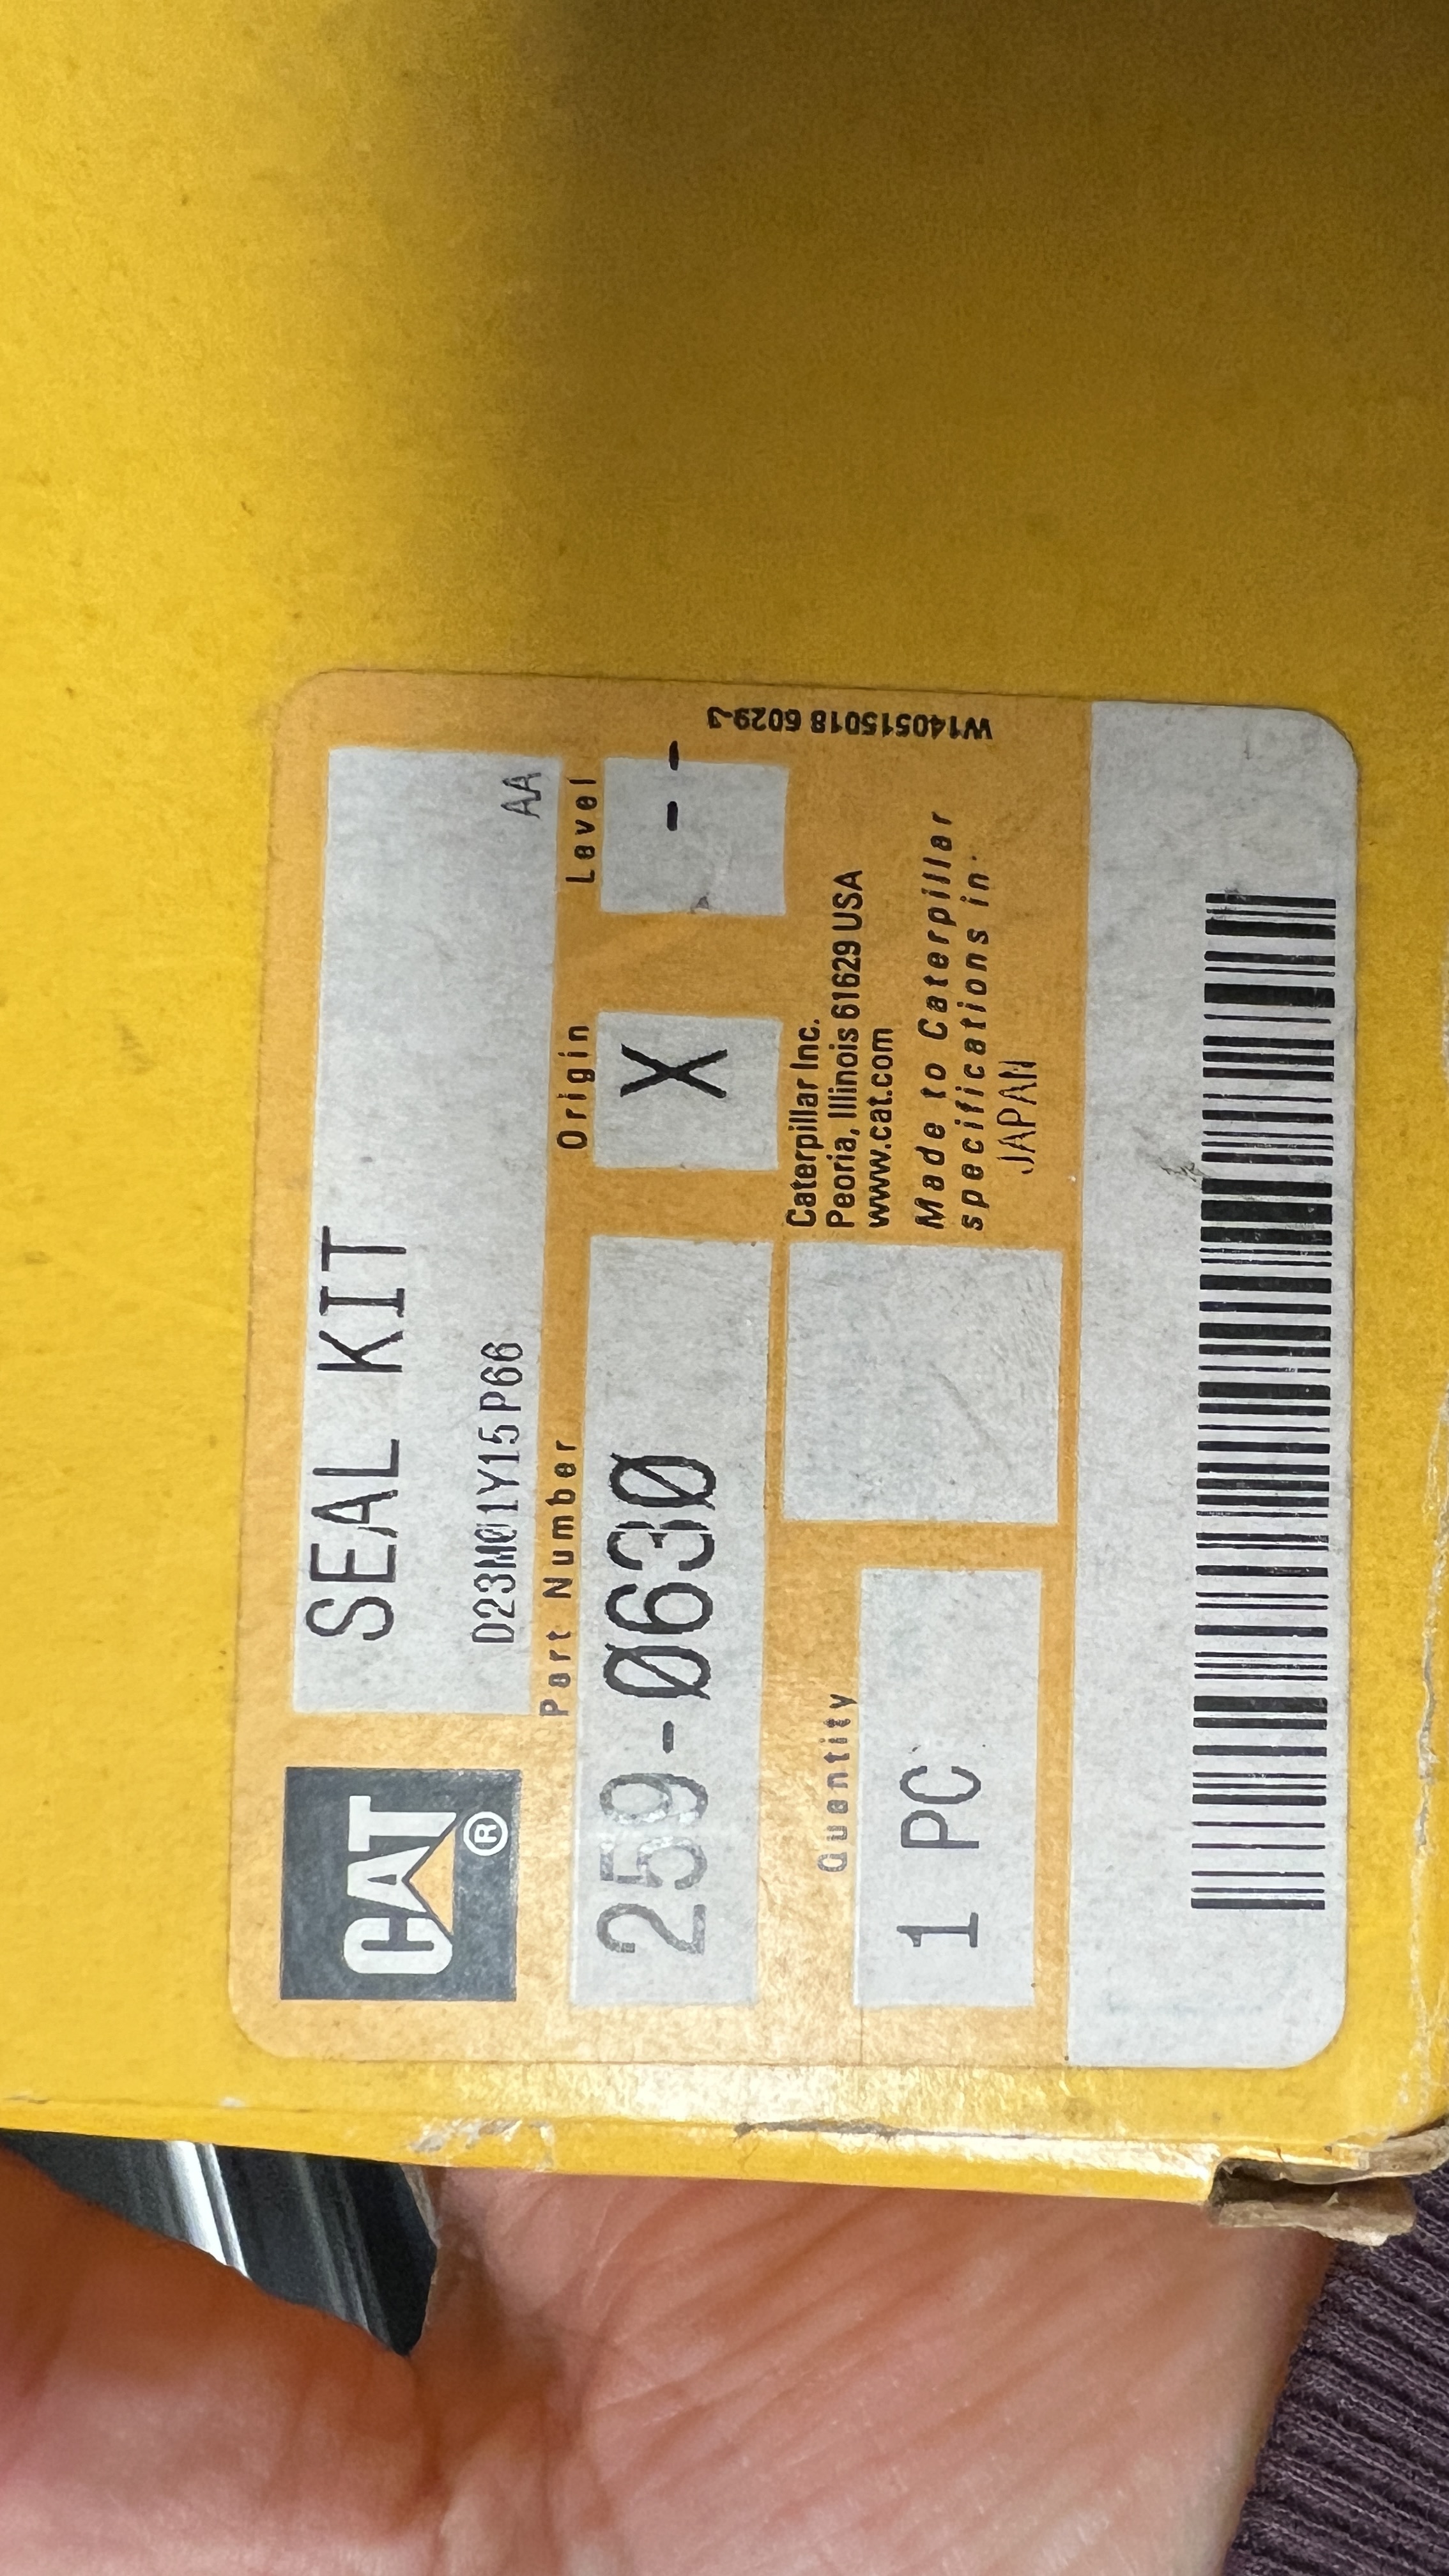 CAT®
SEAL KIT
D23M01Y15P66 AA
Part Number
259-0630
Origin
X
Level
--
Quantity
1 PC
Caterpillar Inc.
Peoria, Illinois 61629 USA
www.cat.com
Made to Caterpillar
specifications in:
JAPAN
W140515018 6029-3